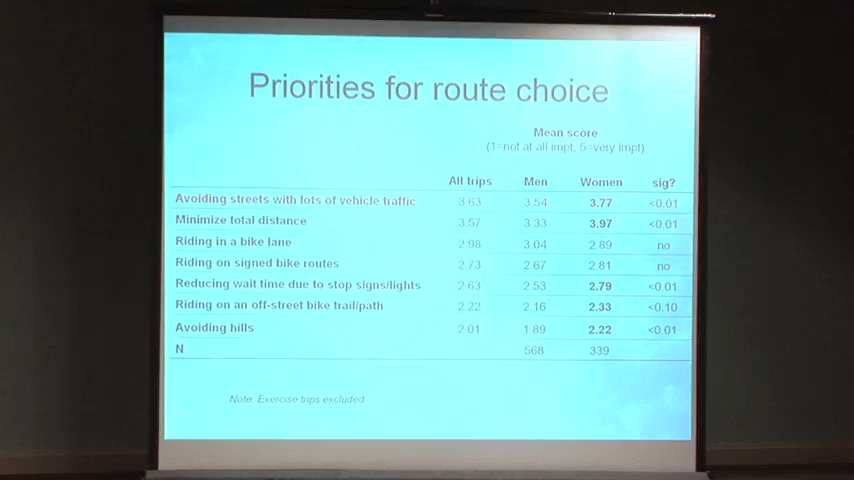 Priorities for route choice
Mean score
(1=not at all impt, 5=very impt)
All trips Men Women sig?
Avoiding streets with lots of vehicle traffic 3.63 3.54 3.77 <0.01
Minimize total distance 3.57 3.33 3.97 <0.01
Riding in a bike lane 2.98 3.04 2.89 no
Riding on signed bike routes 2.73 2.67 2.81 no
Reducing wait time due to stop signs/lights 2.63 2.53 2.79 <0.01
Riding on an off-street bike trail/path 2.22 2.16 2.33 <0.10
Avoiding hills 2.01 1.89 2.22 <0.01
N 568 339
Note: Exercise trips excluded